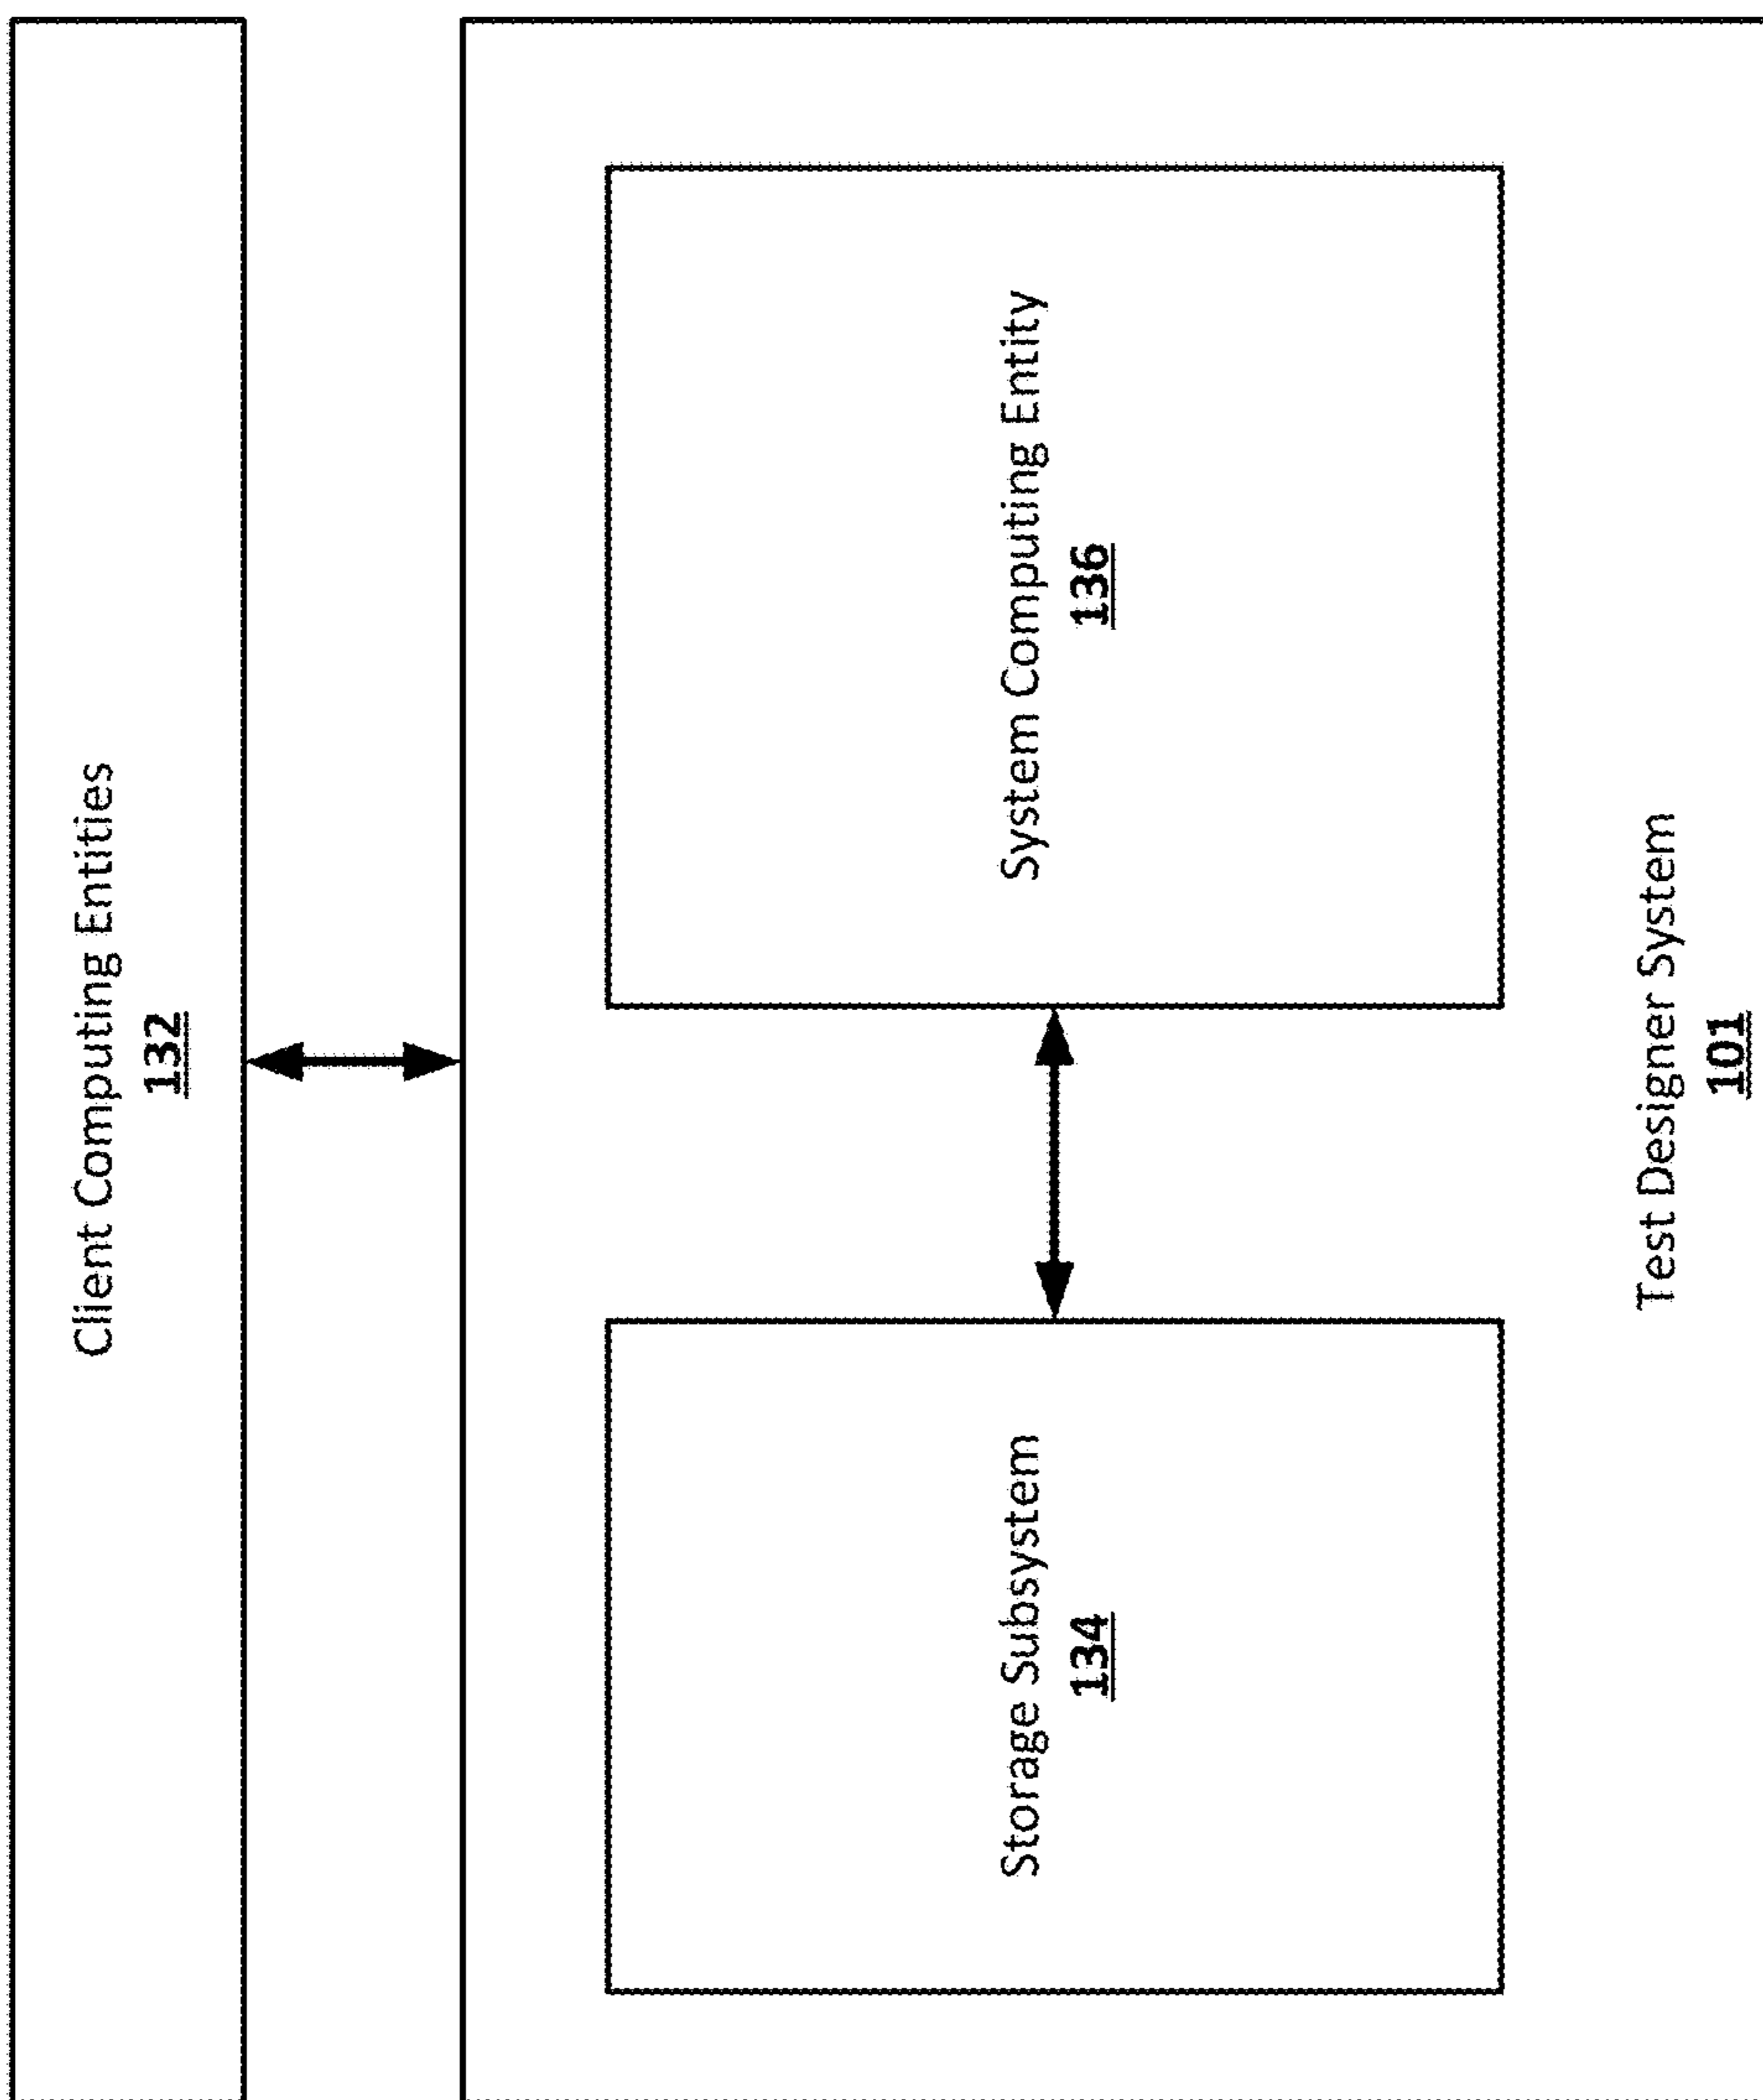 Client Computing Entities
132
Storage Subsystem
134
System Computing Entity
136
Test Designer System
101